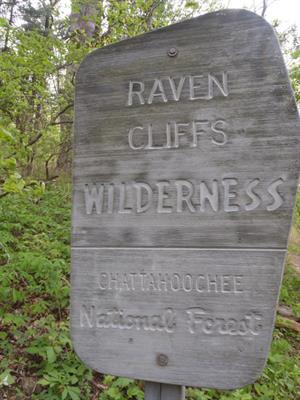 RAVEN
CLIFFS
WILDERNESS
CHATTAHOOCHEE
National Forest